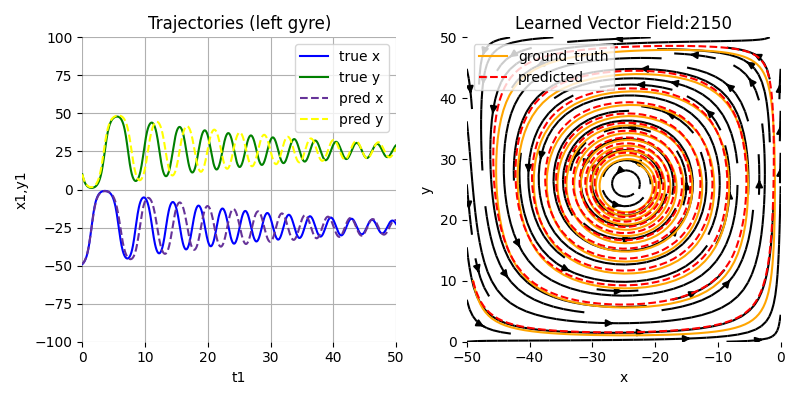 Trajectories (left gyre)
100
75
50
25
0
−25
−50
−75
−100
x1,y1
0
10
20
30
40
50
t1
true x
true y
pred x
pred y
Learned Vector Field:2150
50
40
30
20
10
0
y
−50
−40
−30
−20
−10
0
x
ground_truth
predicted